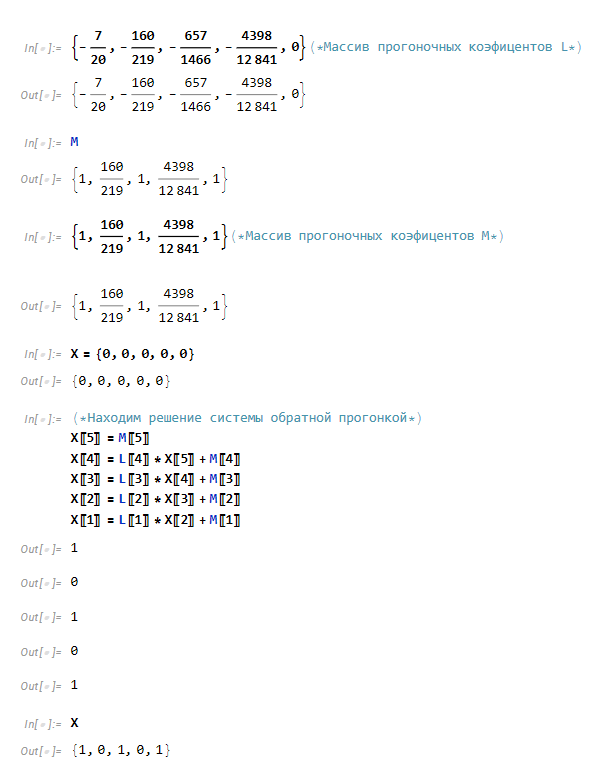 In[∘]:= {-7/20, -160/219, -657/1466, -4398/12841, 0}(*Массив прогоночных коэфицентов L*)
Out[∘]= {-7/20, -160/219, -657/1466, -4398/12841, 0}
In[∘]:= M
Out[∘]= {1, 160/219, 1, 4398/12841, 1}
In[∘]:= {1, 160/219, 1, 4398/12841, 1}(*Массив прогоночных коэфицентов M*)
Out[∘]= {1, 160/219, 1, 4398/12841, 1}
In[∘]:= X = {0, 0, 0, 0, 0}
Out[∘]= {0, 0, 0, 0, 0}
In[∘]:= (*Находим решение системы обратной прогонкой*)
X⟦5⟧ = M⟦5⟧
X⟦4⟧ = L⟦4⟧ * X⟦5⟧ + M⟦4⟧
X⟦3⟧ = L⟦3⟧ * X⟦4⟧ + M⟦3⟧
X⟦2⟧ = L⟦2⟧ * X⟦3⟧ + M⟦2⟧
X⟦1⟧ = L⟦1⟧ * X⟦2⟧ + M⟦1⟧
Out[∘]= 1
Out[∘]= 0
Out[∘]= 1
Out[∘]= 0
Out[∘]= 1
In[∘]:= X
Out[∘]= {1, 0, 1, 0, 1}